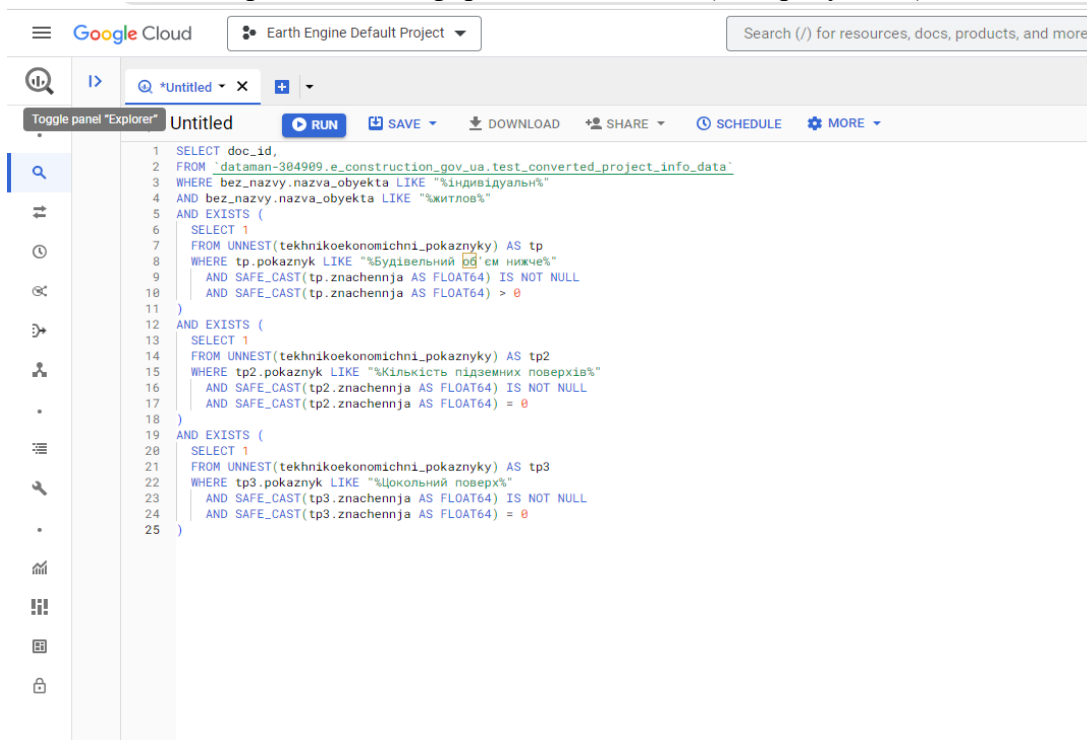 Google Cloud
Earth Engine Default Project
Search (/) for resources, docs, products, and more
*Untitled
Toggle panel "Explorer"
Untitled
RUN
SAVE
DOWNLOAD
SHARE
SCHEDULE
MORE
1 SELECT doc_id,
2 FROM `dataman-304909.e_construction_gov_ua.test_converted_project_info_data`
3 WHERE bez_nazvy.nazva_obyekta LIKE "%індивідуальн%"
4 AND bez_nazvy.nazva_obyekta LIKE "%житлов%"
5 AND EXISTS (
6 SELECT 1
7 FROM UNNEST(tekhnikoekonomichni_pokaznyky) AS tp
8 WHERE tp.pokaznyk LIKE "%Будівельний об'єм нижче%"
9 AND SAFE_CAST(tp.znachennja AS FLOAT64) IS NOT NULL
10 AND SAFE_CAST(tp.znachennja AS FLOAT64) > 0
11 )
12 AND EXISTS (
13 SELECT 1
14 FROM UNNEST(tekhnikoekonomichni_pokaznyky) AS tp2
15 WHERE tp2.pokaznyk LIKE "%Кількість підземних поверхів%"
16 AND SAFE_CAST(tp2.znachennja AS FLOAT64) IS NOT NULL
17 AND SAFE_CAST(tp2.znachennja AS FLOAT64) = 0
18 )
19 AND EXISTS (
20 SELECT 1
21 FROM UNNEST(tekhnikoekonomichni_pokaznyky) AS tp3
22 WHERE tp3.pokaznyk LIKE "%Цокольний поверх%"
23 AND SAFE_CAST(tp3.znachennja AS FLOAT64) IS NOT NULL
24 AND SAFE_CAST(tp3.znachennja AS FLOAT64) = 0
25 )